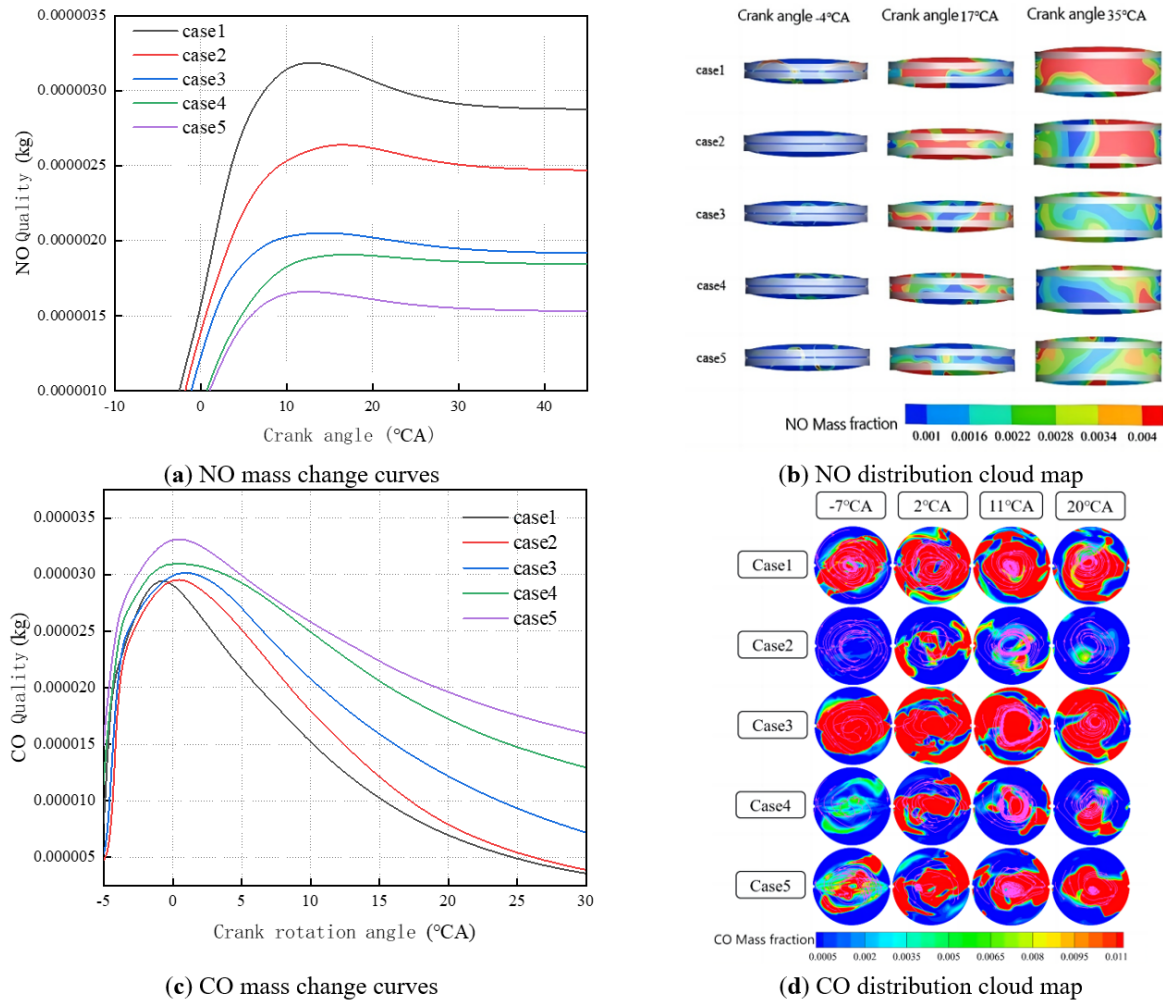 0.0000035
0.0000030
0.0000025
0.0000020
0.0000015
0.0000010
NO Quality (kg)
case1
case2
case3
case4
case5
-10 0 10 20 30 40
Crank angle (°CA)
(a) NO mass change curves
Crank angle -4°CA Crank angle 17°CA Crank angle 35°CA
case1
case2
case3
case4
case5
NO Mass fraction
0.001 0.0016 0.0022 0.0028 0.0034 0.004
(b) NO distribution cloud map
0.000035
0.000030
0.000025
0.000020
0.000015
0.000010
0.000005
CO Quality (kg)
case1
case2
case3
case4
case5
-5 0 5 10 15 20 25 30
Crank rotation angle (°CA)
(c) CO mass change curves
-7°CA 2°CA 11°CA 20°CA
Case1
Case2
Case3
Case4
Case5
CO Mass fraction
0.0005 0.002 0.0035 0.005 0.0065 0.008 0.0095 0.011
(d) CO distribution cloud map